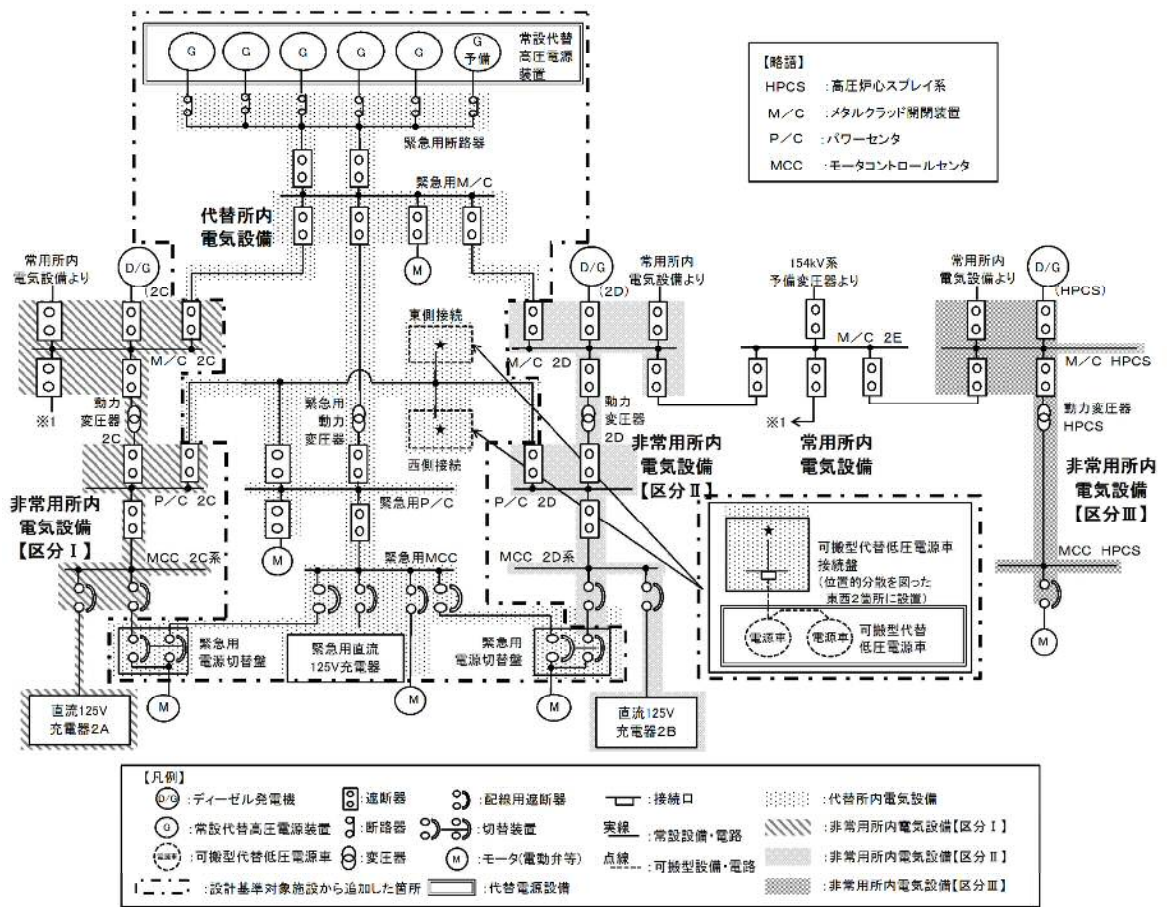 G
G
G
G
G
G
予備
常設代替
高圧電源
装置
【略語】
HPCS :高圧炉心スプレイ系
M/C :メタルクラッド開閉装置
P/C :パワーセンタ
MCC :モータコントロールセンタ
緊急用断路器
緊急用M/C
代替所内
電気設備
M
常用所内
電気設備より
D/G
(2C)
D/G
(2D)
常用所内
電気設備より
154kV系
予備変圧器より
常用所内
電気設備より
D/G
(HPCS)
M/C 2C
※1
東側接続
★
M/C 2D
M/C 2E
※1
常用所内
電気設備
M/C HPCS
動力
変圧器
2C
緊急用
動力
変圧器
★
西側接続
動力
変圧器
2D
非常用所内
電気設備
【区分Ⅱ】
動力変圧器
HPCS
非常用所内
電気設備
【区分Ⅲ】
P/C 2C
緊急用P/C
P/C 2D
非常用所内
電気設備
【区分Ⅰ】
M
MCC 2C系
緊急用MCC
MCC 2D系
MCC HPCS
★
可搬型代替低圧電源車
接続盤
(位置的分散を図った
東西2箇所に設置)
電源車
電源車
可搬型代替
低圧電源車
M
緊急用
電源切替盤
緊急用直流
125V充電器
緊急用
電源切替盤
M
M
M
直流125V
充電器2A
直流125V
充電器2B
【凡例】
D/G :ディーゼル発電機
:遮断器
:配線用遮断器
:接続口
:代替所内電気設備
G :常設代替高圧電源装置
:断路器
:切替装置
実線
:常設設備・電路
:非常用所内電気設備【区分Ⅰ】
電源車 :可搬型代替低圧電源車
:変圧器
M :モータ(電動弁等)
点線
:可搬型設備・電路
:非常用所内電気設備【区分Ⅱ】
:設計基準対象施設から追加した箇所
:代替電源設備
:非常用所内電気設備【区分Ⅲ】